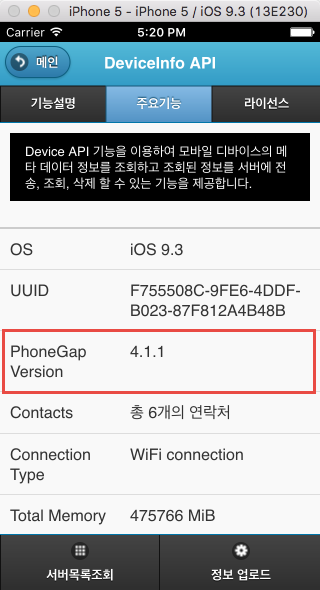 iPhone 5 - iPhone 5 / iOS 9.3 (13E230)
Carrier 5:20 PM
메인 DeviceInfo API
기능설명 주요기능 라이선스
Device API 기능을 이용하여 모바일 디바이스의 메
타 데이터 정보를 조회하고 조회된 정보를 서버에 전
송, 조회, 삭제 할 수 있는 기능을 제공합니다.
OS iOS 9.3
UUID F755508C-9FE6-4DDF-
B023-87F812A4B48B
PhoneGap 4.1.1
Version
Contacts 총 6개의 연락처
Connection WiFi connection
Type
Total Memory 475766 MiB
서버목록조회 정보 업로드